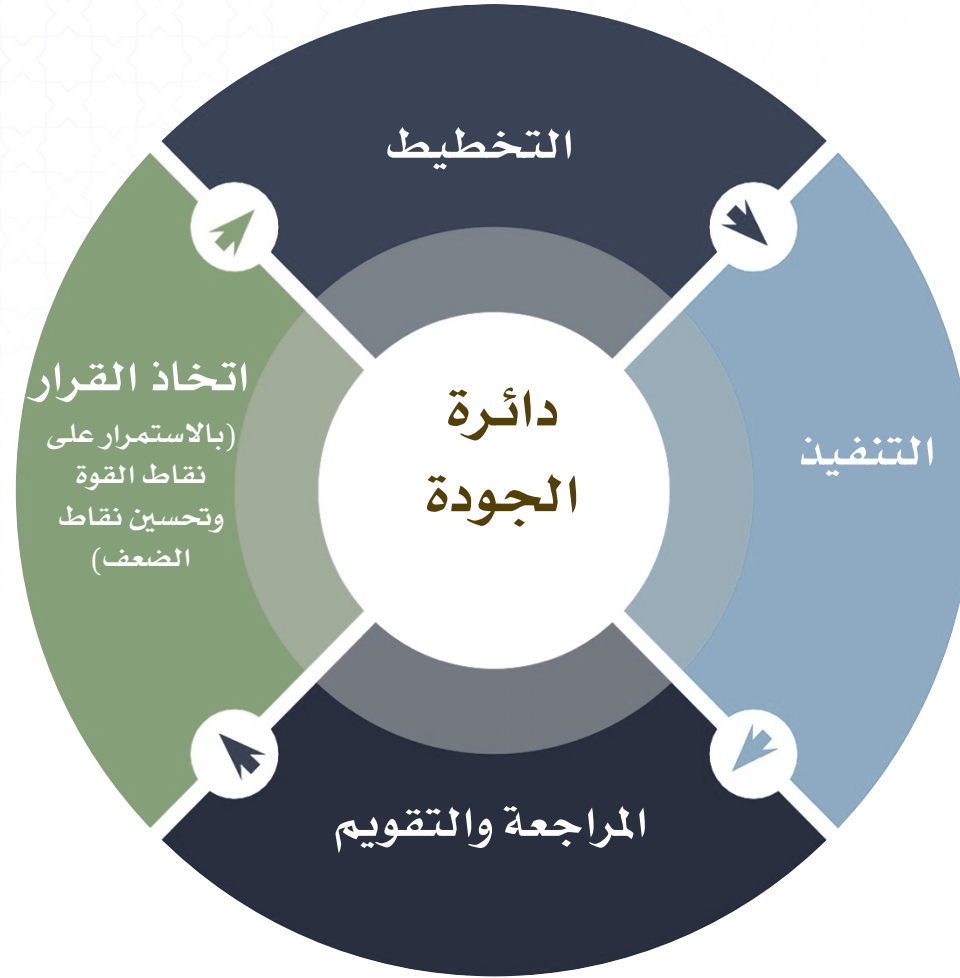 التخطيط
التنفيذ
المراجعة والتقويم
اتخاذ القرار
(بالاستمرار على
نقاط القوة
وتحسين نقاط
الضعف)
دائرة
الجودة